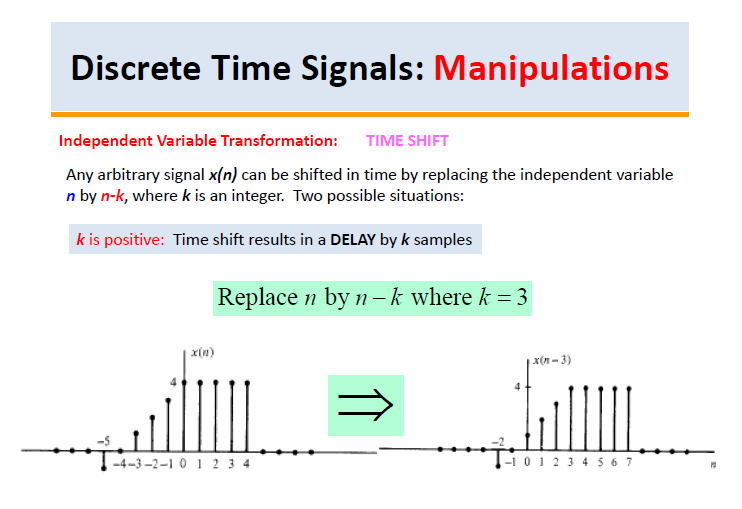 Discrete Time Signals: Manipulations
Independent Variable Transformation: TIME SHIFT
Any arbitrary signal x(n) can be shifted in time by replacing the independent variable
n by n-k, where k is an integer. Two possible situations:
k is positive: Time shift results in a DELAY by k samples
Replace n by n – k where k = 3
x(n)
4
–5
–4 –3 –2 –1 0 1 2 3 4
⇒
x(n – 3)
4
–2
–1 0 1 2 3 4 5 6 7
n